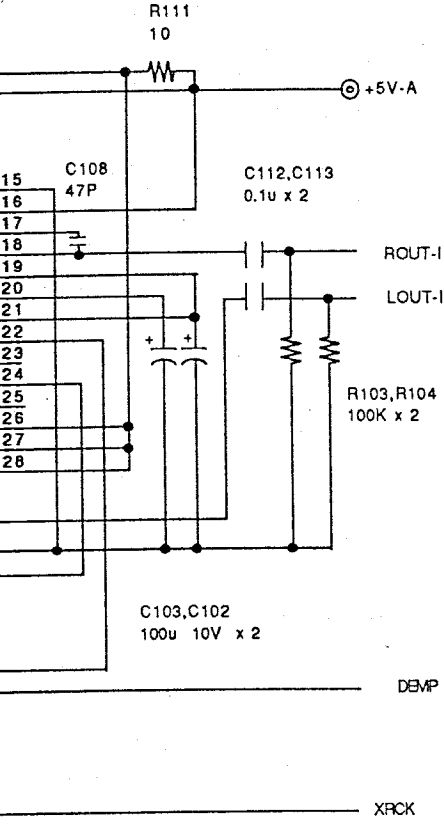 R111
10
+5V-A
C108
47P
C112,C113
0.1u x 2
15
16
17
18
19
20
21
22
23
24
25
26
27
28
ROUT-I
LOUT-I
+
+
R103,R104
100K x 2
C103,C102
100u 10V x 2
DEMP
XRCK